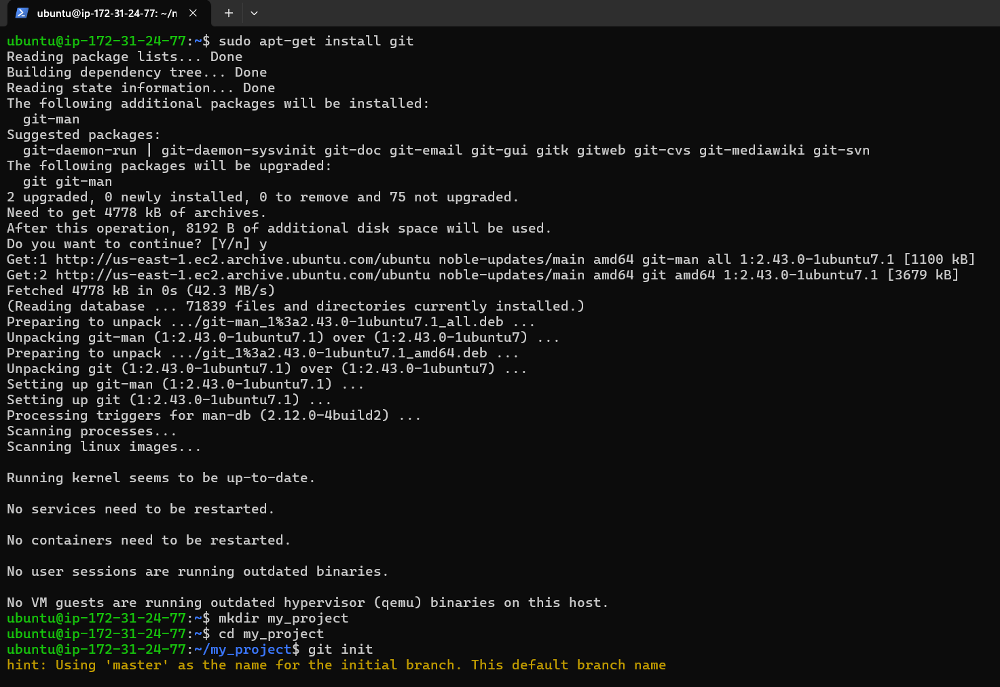 ubuntu@ip-172-31-24-77: ~/n
ubuntu@ip-172-31-24-77:~$ sudo apt-get install git
Reading package lists... Done
Building dependency tree... Done
Reading state information... Done
The following additional packages will be installed:
  git-man
Suggested packages:
  git-daemon-run | git-daemon-sysvinit git-doc git-email git-gui gitk gitweb git-cvs git-mediawiki git-svn
The following packages will be upgraded:
  git git-man
2 upgraded, 0 newly installed, 0 to remove and 75 not upgraded.
Need to get 4778 kB of archives.
After this operation, 8192 B of additional disk space will be used.
Do you want to continue? [Y/n] y
Get:1 http://us-east-1.ec2.archive.ubuntu.com/ubuntu noble-updates/main amd64 git-man all 1:2.43.0-1ubuntu7.1 [1100 kB]
Get:2 http://us-east-1.ec2.archive.ubuntu.com/ubuntu noble-updates/main amd64 git amd64 1:2.43.0-1ubuntu7.1 [3679 kB]
Fetched 4778 kB in 0s (42.3 MB/s)
(Reading database ... 71839 files and directories currently installed.)
Preparing to unpack .../git-man_1%3a2.43.0-1ubuntu7.1_all.deb ...
Unpacking git-man (1:2.43.0-1ubuntu7.1) over (1:2.43.0-1ubuntu7) ...
Preparing to unpack .../git_1%3a2.43.0-1ubuntu7.1_amd64.deb ...
Unpacking git (1:2.43.0-1ubuntu7.1) over (1:2.43.0-1ubuntu7) ...
Setting up git-man (1:2.43.0-1ubuntu7.1) ...
Setting up git (1:2.43.0-1ubuntu7.1) ...
Processing triggers for man-db (2.12.0-4build2) ...
Scanning processes...
Scanning linux images...

Running kernel seems to be up-to-date.

No services need to be restarted.

No containers need to be restarted.

No user sessions are running outdated binaries.

No VM guests are running outdated hypervisor (qemu) binaries on this host.
ubuntu@ip-172-31-24-77:~$ mkdir my_project
ubuntu@ip-172-31-24-77:~$ cd my_project
ubuntu@ip-172-31-24-77:~/my_project$ git init
hint: Using 'master' as the name for the initial branch. This default branch name